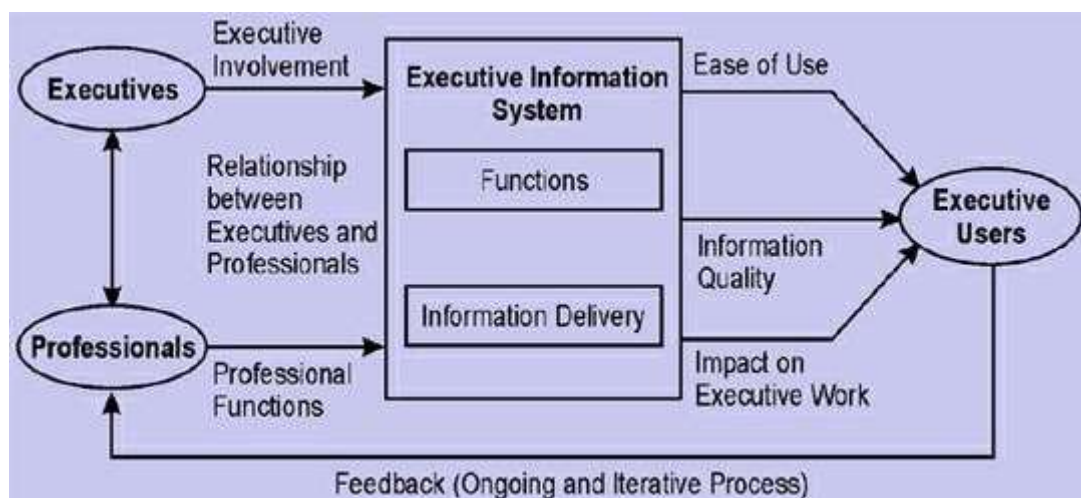 Executive
Involvement
Executives
Executive Information
System
Ease of Use
Functions
Relationship
between
Executives and
Professionals
Executive
Users
Information
Quality
Information Delivery
Professionals
Professional
Functions
Impact on
Executive Work
Feedback (Ongoing and Iterative Process)